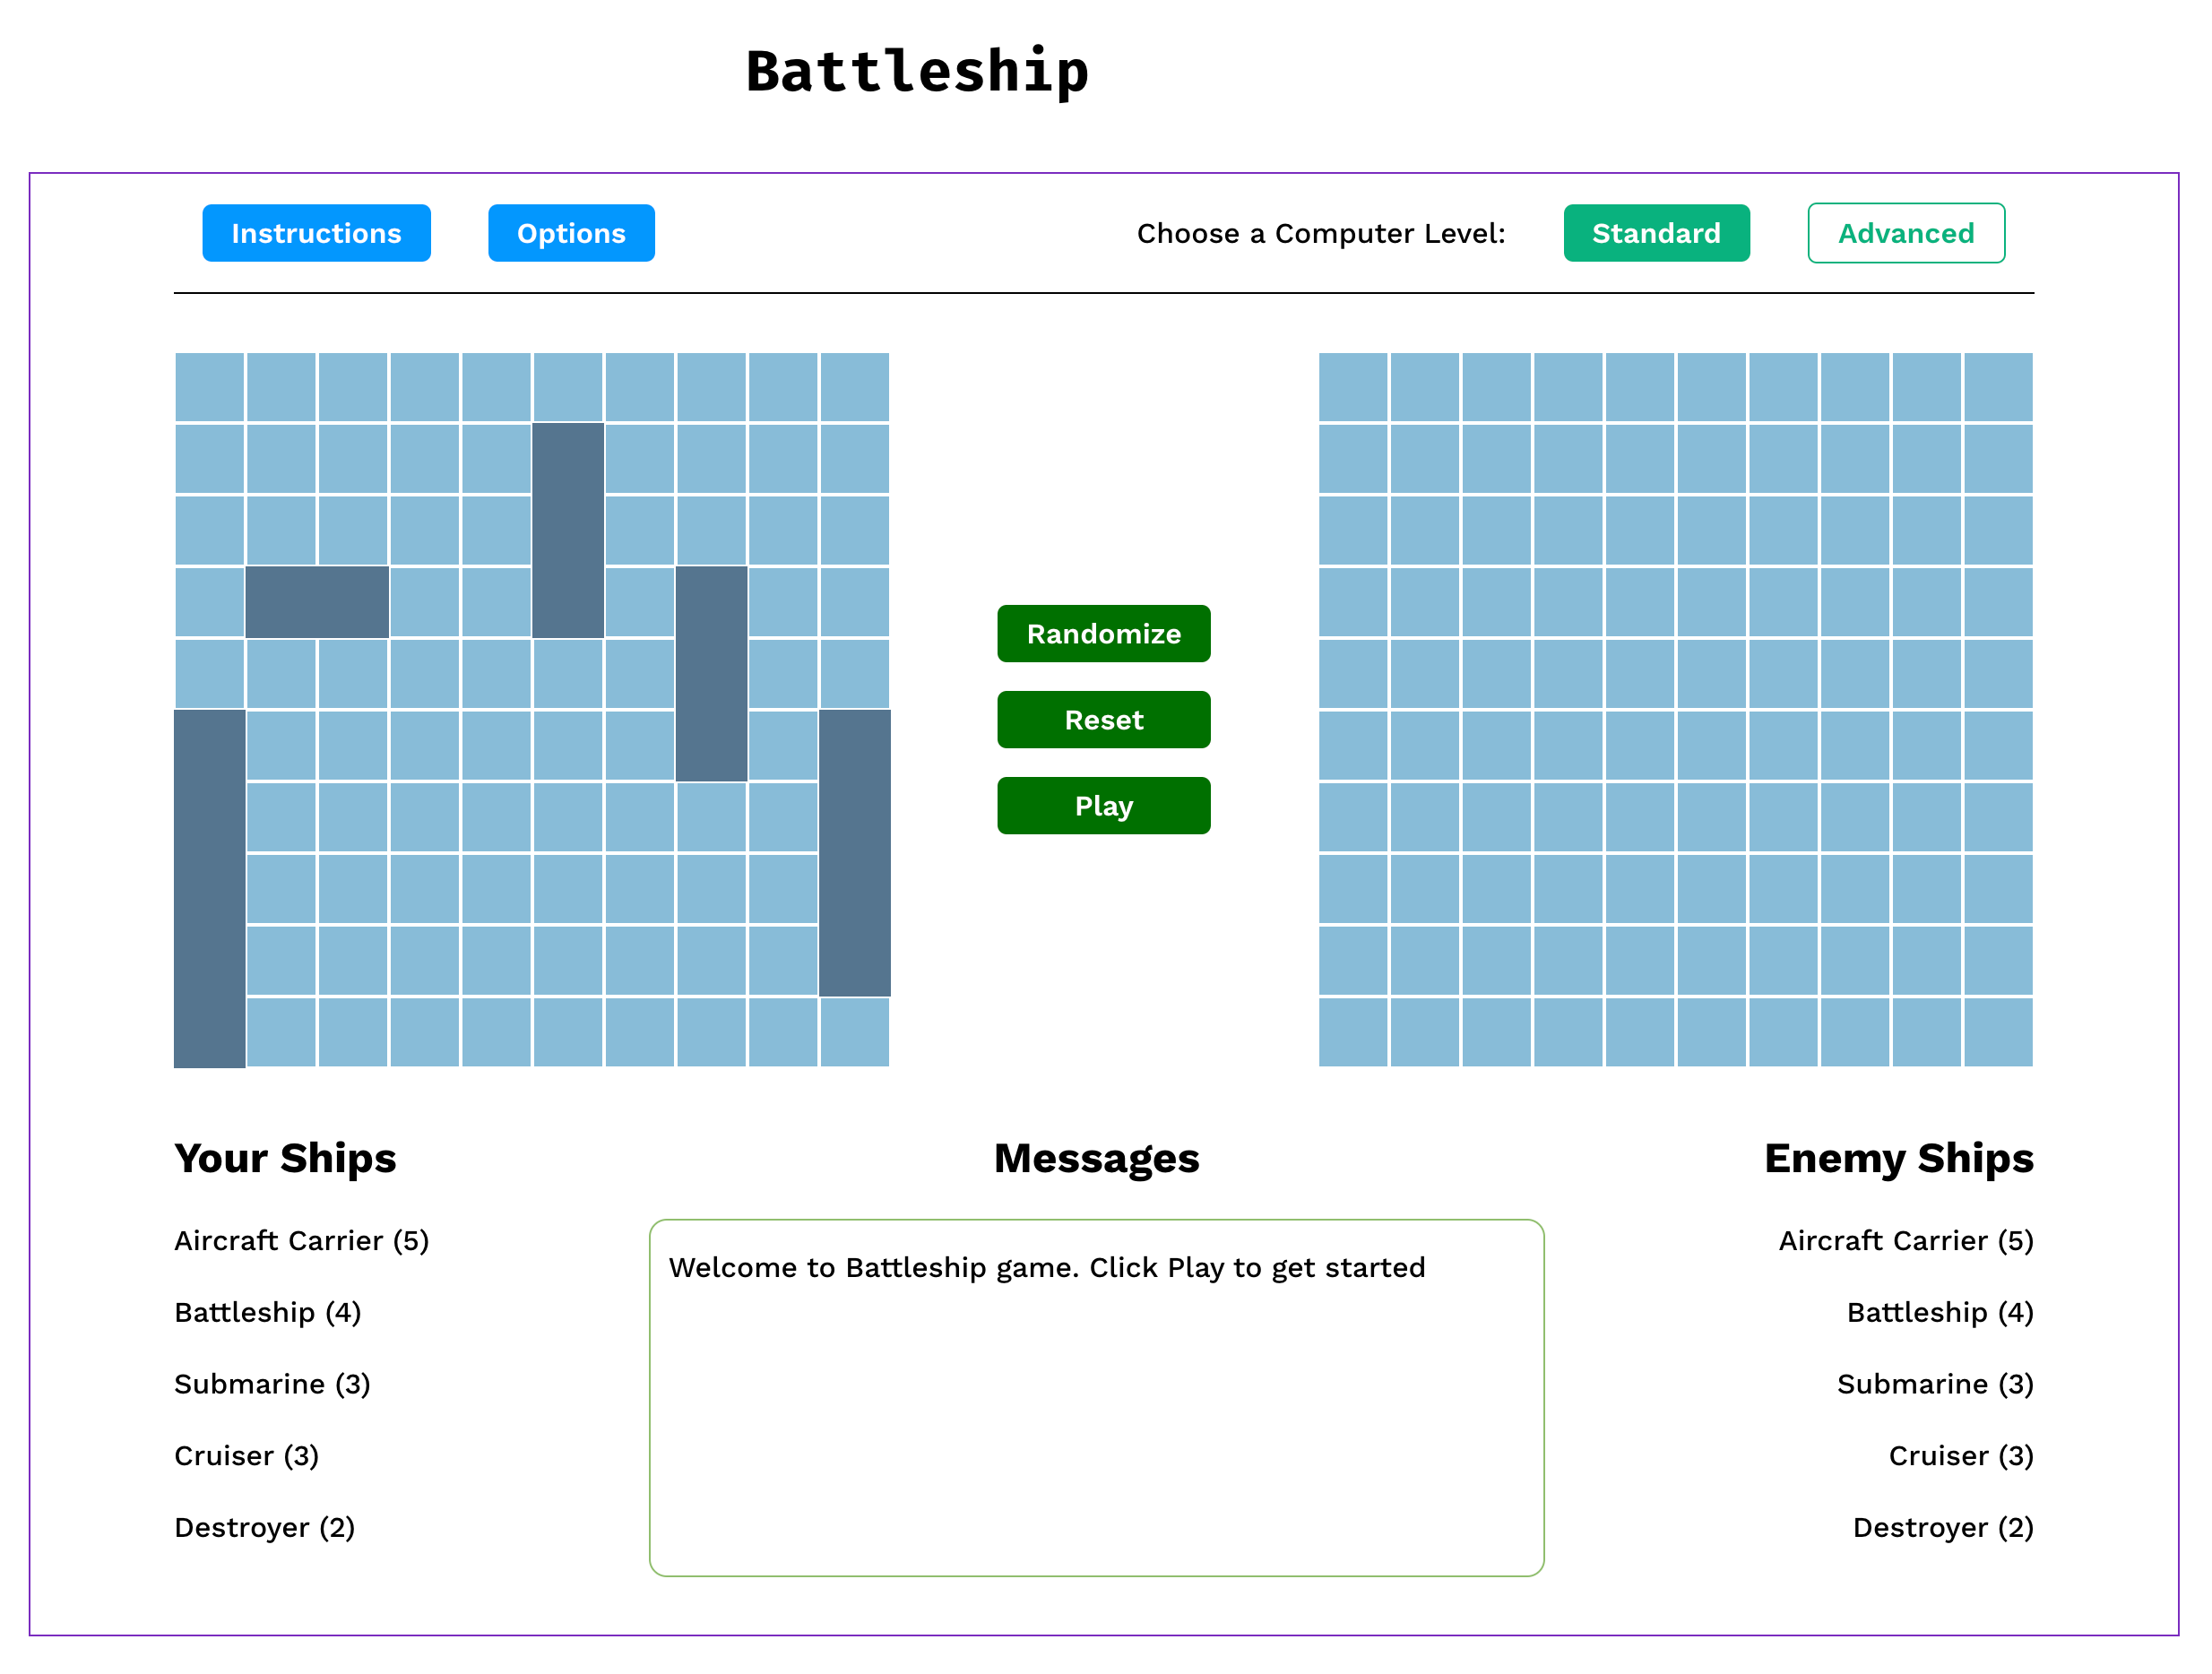 Battleship
Instructions Options Choose a Computer Level: Standard Advanced
Randomize
Reset
Play
Your Ships
Aircraft Carrier (5)
Battleship (4)
Submarine (3)
Cruiser (3)
Destroyer (2)
Messages
Welcome to Battleship game. Click Play to get started
Enemy Ships
Aircraft Carrier (5)
Battleship (4)
Submarine (3)
Cruiser (3)
Destroyer (2)